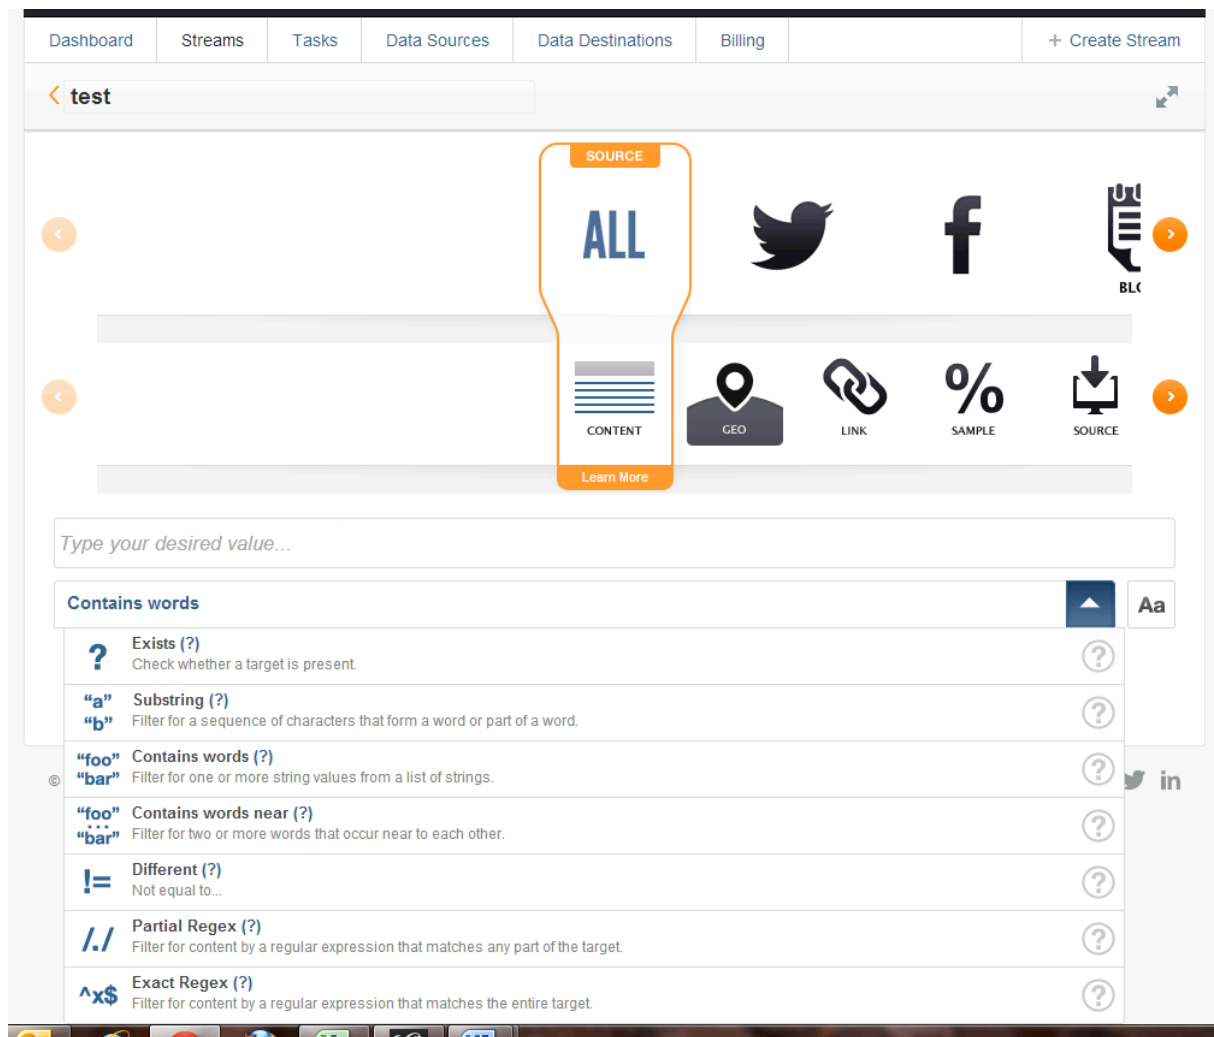 Dashboard Streams Tasks Data Sources Data Destinations Billing + Create Stream
test
SOURCE
ALL
CONTENT GEO LINK % SAMPLE SOURCE
Learn More
Type your desired value...
Contains words Aa
? Exists (?)
Check whether a target is present.
"a" Substring (?)
"b" Filter for a sequence of characters that form a word or part of a word.
"foo" Contains words (?)
© "bar" Filter for one or more string values from a list of strings. in
"foo" Contains words near (?)
...
"bar" Filter for two or more words that occur near to each other.
!= Different (?)
Not equal to...
/./ Partial Regex (?)
Filter for content by a regular expression that matches any part of the target.
^x$ Exact Regex (?)
Filter for content by a regular expression that matches the entire target.